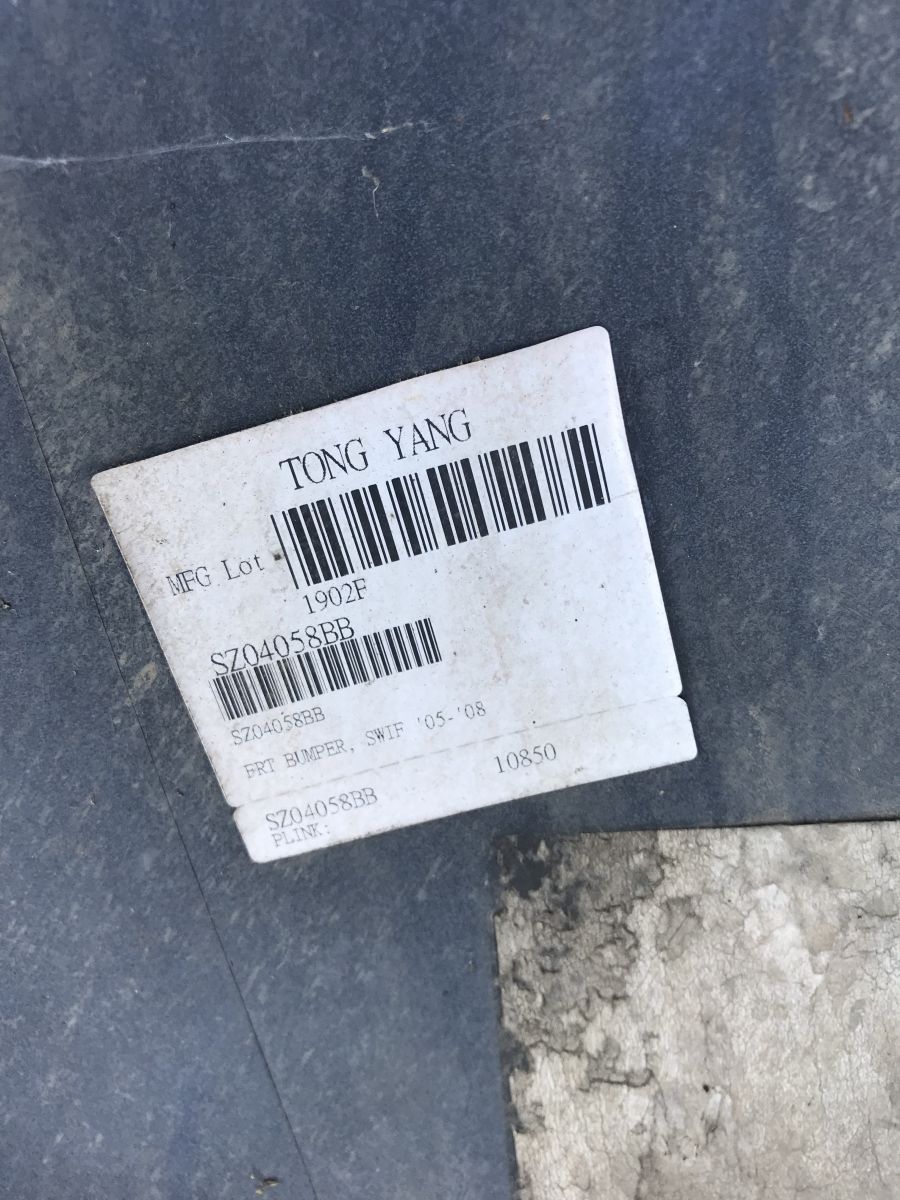 TONG YANG
MFG Lot
1902F
SZ04058BB
SZ04058BB
FRT BUMPER, SWIF '05-'08
SZ04058BB 10850
PLINK: